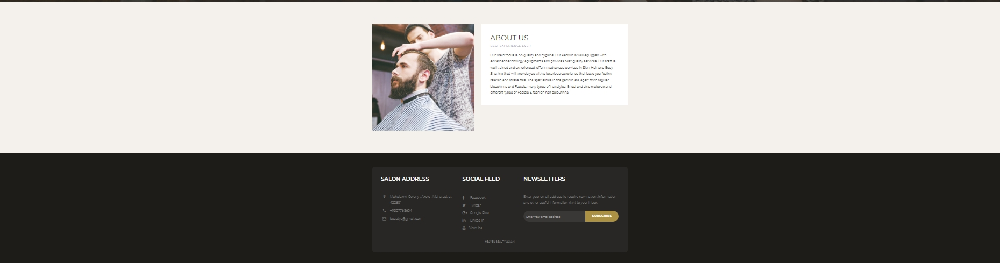 ABOUT US
BEST EXPERIENCE EVER
Our main focus is on quality and hygiene. Our Parlour is well equipped with
advanced technology equipments and provides best quality services. Our staff is
well trained and experienced, offering advanced services in Skin, Hair and Body
Shaping that will provide you with a luxurious experience that leave you feeling
relaxed and stress free. The specialities in the parlour are, apart from regular
bleachings and Facials, many types of hairstyles, Bridal and cine make-up and
different types of Facials & fashion hair colourings.
SALON ADDRESS
Mahalaxmi Colony , Akole , Maharastra ,
422601
+9307768604
beautys@gmail.com
SOCIAL FEED
Facebook
Twitter
Google Plus
Linked in
Youtube
NEWSLETTERS
Enter your email address to receive new patient information
and other useful information right to your inbox.
Enter your email address
SUBSCRIBE
HEAVEN BEAUTY SALON